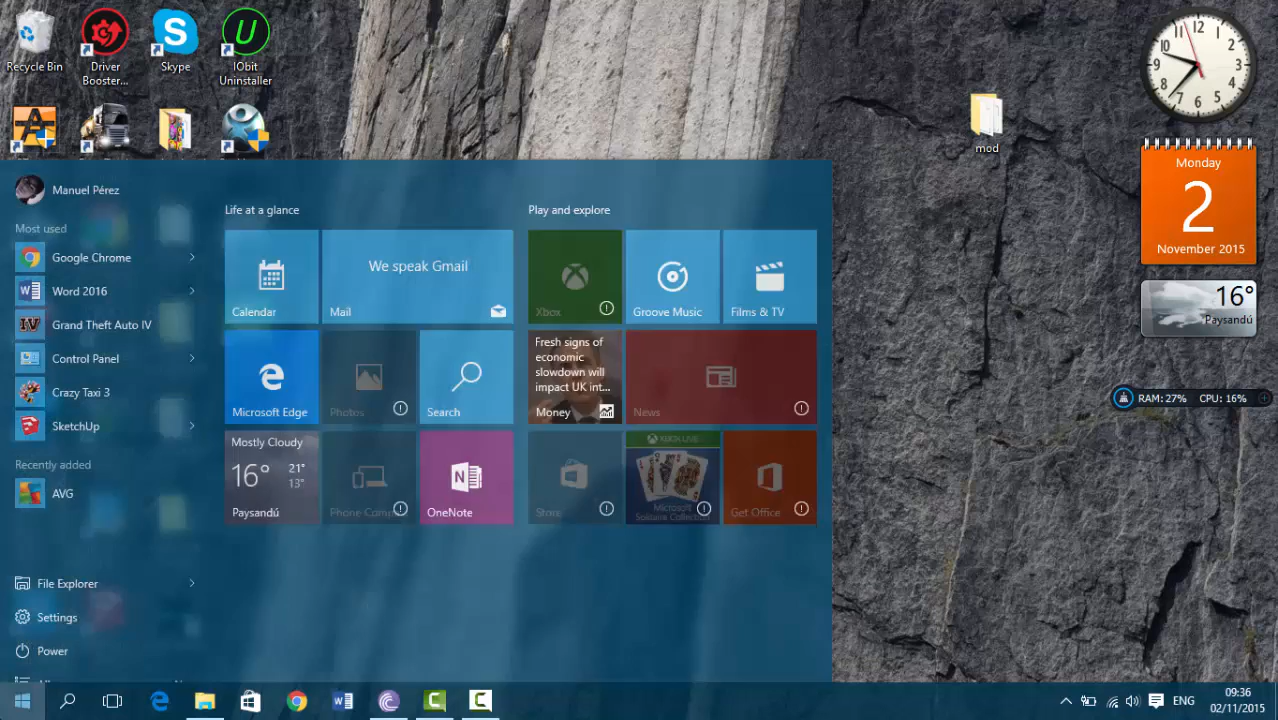 Recycle Bin
Driver
Booster...
Skype
IObit
Uninstaller
mod
12
Monday
2
November 2015
16°
Paysandú
RAM: 27%
CPU: 16%
Manuel Pérez
Most used
Google Chrome
Word 2016
Grand Theft Auto IV
Control Panel
Crazy Taxi 3
SketchUp
Recently added
AVG
File Explorer
Settings
Power
Life at a glance
Calendar
We speak Gmail
Mail
Microsoft Edge
Photos
Search
Mostly Cloudy
16°
21°
13°
Paysandú
OneNote
Play and explore
Xbox
Groove Music
Films & TV
Fresh signs of
economic
slowdown will
impact UK int...
Money
News
Store
XBOX LIVE
Microsoft
Solitaire Collection
Get Office
ENG
09:36
02/11/2015